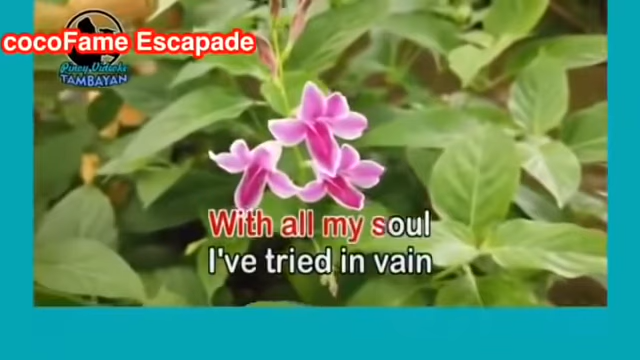 cocoFame Escapade
Pinoy Videoke
TAMBAYAN
With all my soul
I've tried in vain